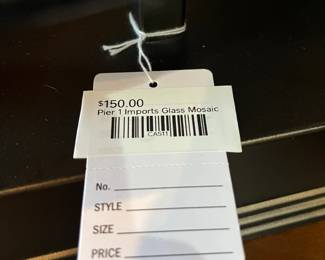 $150.00
Pier 1 Imports Glass Mosaic
CAS11
No.
STYLE
SIZE
PRICE